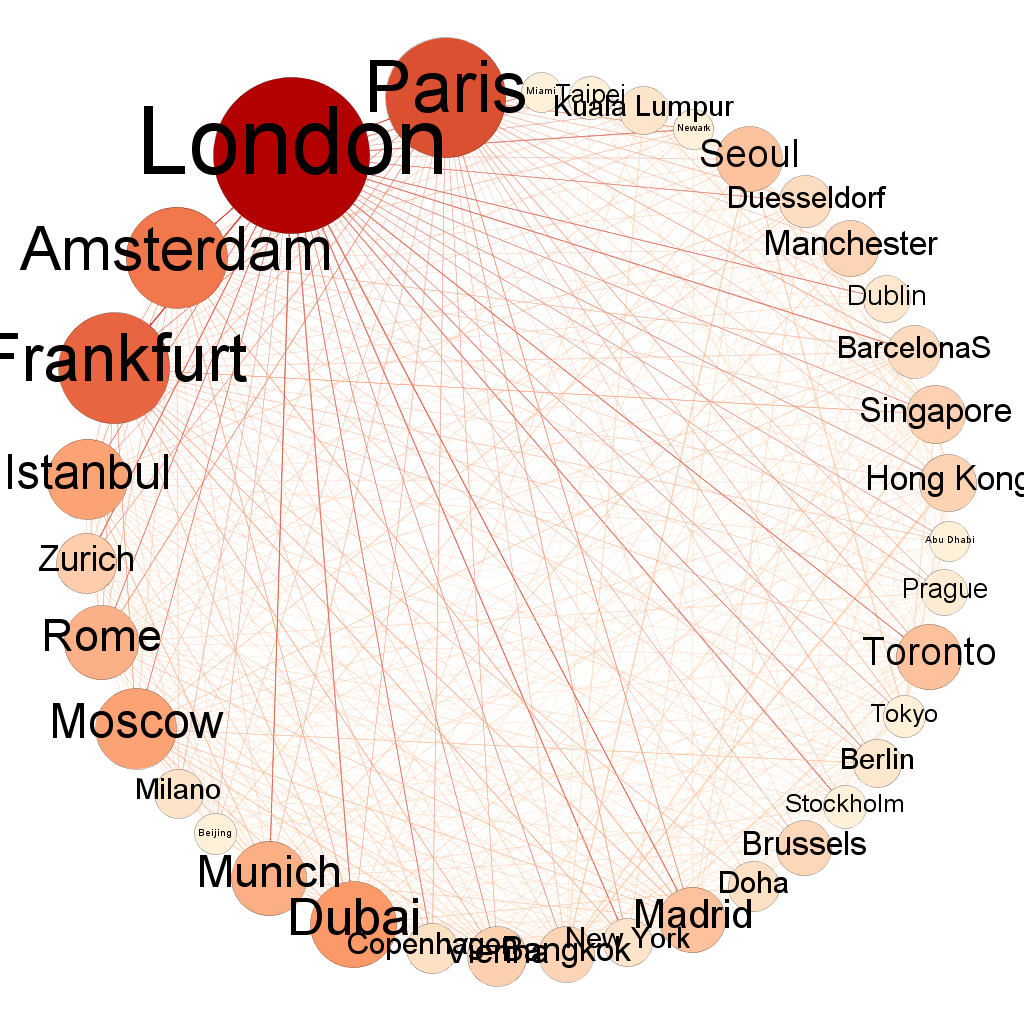 Paris
Miami
Taipei
Kuala Lumpur
Newark
London
Seoul
Duesseldorf
Amsterdam
Manchester
Dublin
Frankfurt
BarcelonaS
Singapore
Istanbul
Hong Kong
Abu Dhabi
Zurich
Prague
Rome
Toronto
Moscow
Tokyo
Berlin
Milano
Stockholm
Beijing
Brussels
Munich
Doha
Dubai
Madrid
Copenhagen
Vienna
Bangkok
New York